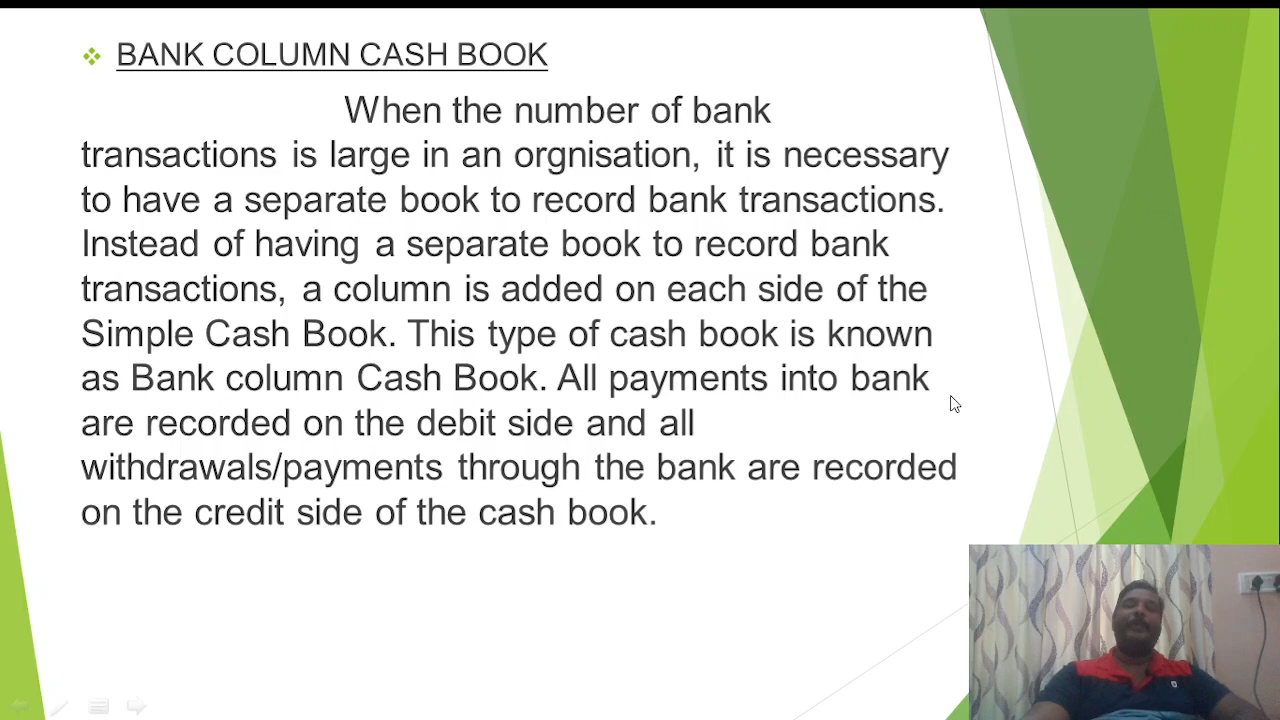 BANK COLUMN CASH BOOK
When the number of bank
transactions is large in an orgnisation, it is necessary
to have a separate book to record bank transactions.
Instead of having a separate book to record bank
transactions, a column is added on each side of the
Simple Cash Book. This type of cash book is known
as Bank column Cash Book. All payments into bank
are recorded on the debit side and all
withdrawals/payments through the bank are recorded
on the credit side of the cash book.